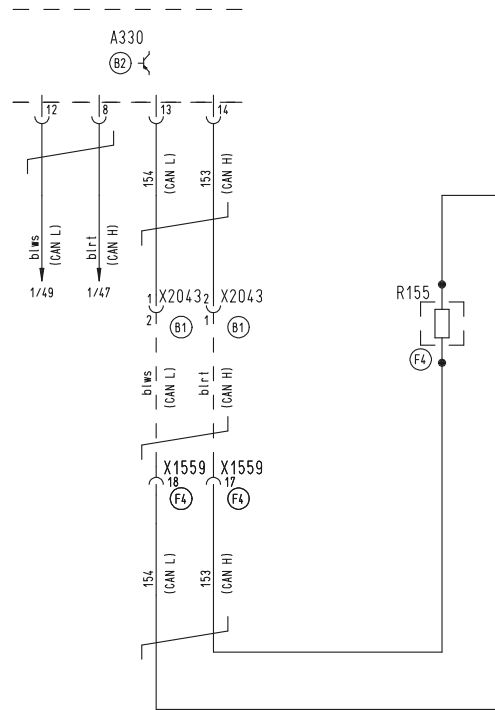 A330
B2
12 8 13 14
blws (CAN L)
blrt (CAN H)
154 (CAN L)
153 (CAN H)
1/49 1/47
1 X2043 2 X2043
2 1
B1 B1
R155
F4
blws (CAN L)
blrt (CAN H)
X1559 X1559
18 17
F4 F4
154 (CAN L)
153 (CAN H)